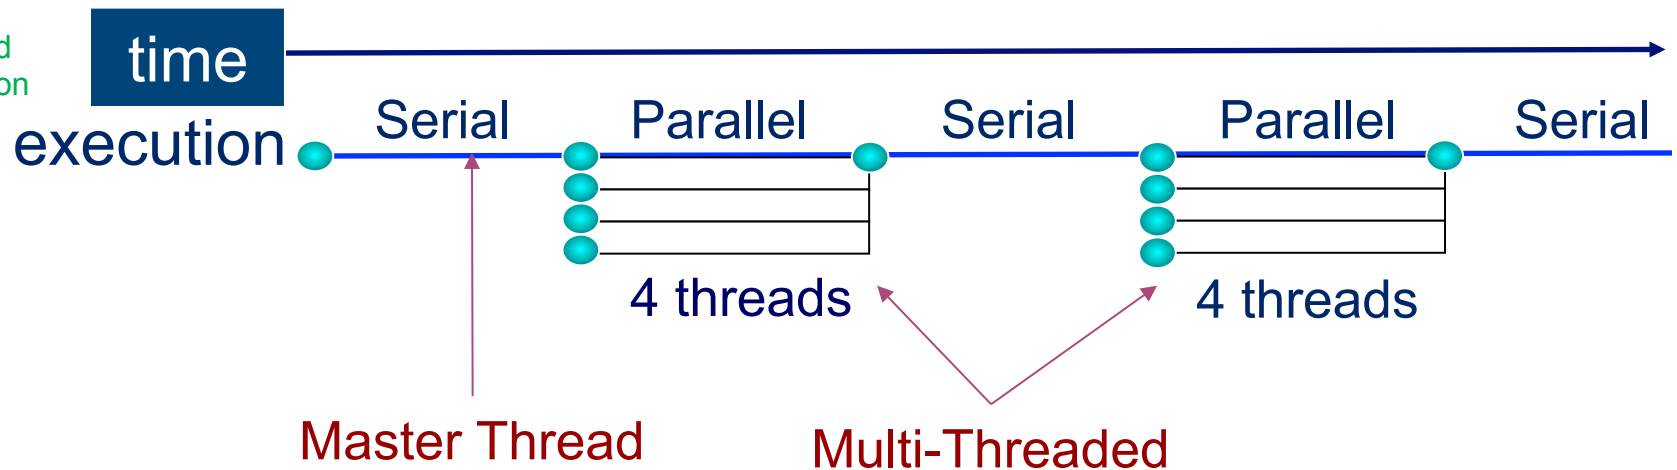 time
execution
Serial
Parallel
Serial
Parallel
Serial
4 threads
4 threads
Master Thread
Multi-Threaded